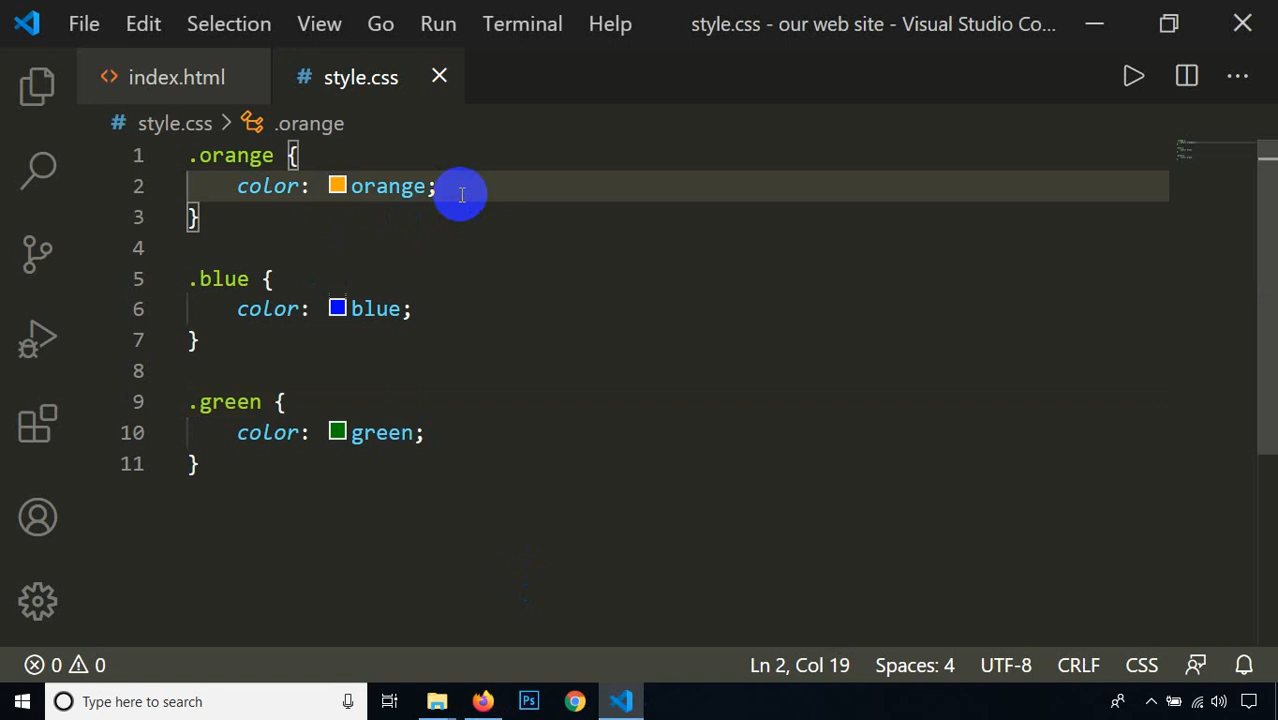 File Edit Selection View Go Run Terminal Help style.css - our web site - Visual Studio Co...
index.html # style.css
# style.css > .orange
1 .orange {
2 color: orange;
3 }
4
5 .blue {
6 color: blue;
7 }
8
9 .green {
10 color: green;
11 }
0 0 Ln 2, Col 19 Spaces: 4 UTF-8 CRLF CSS
Type here to search Ps